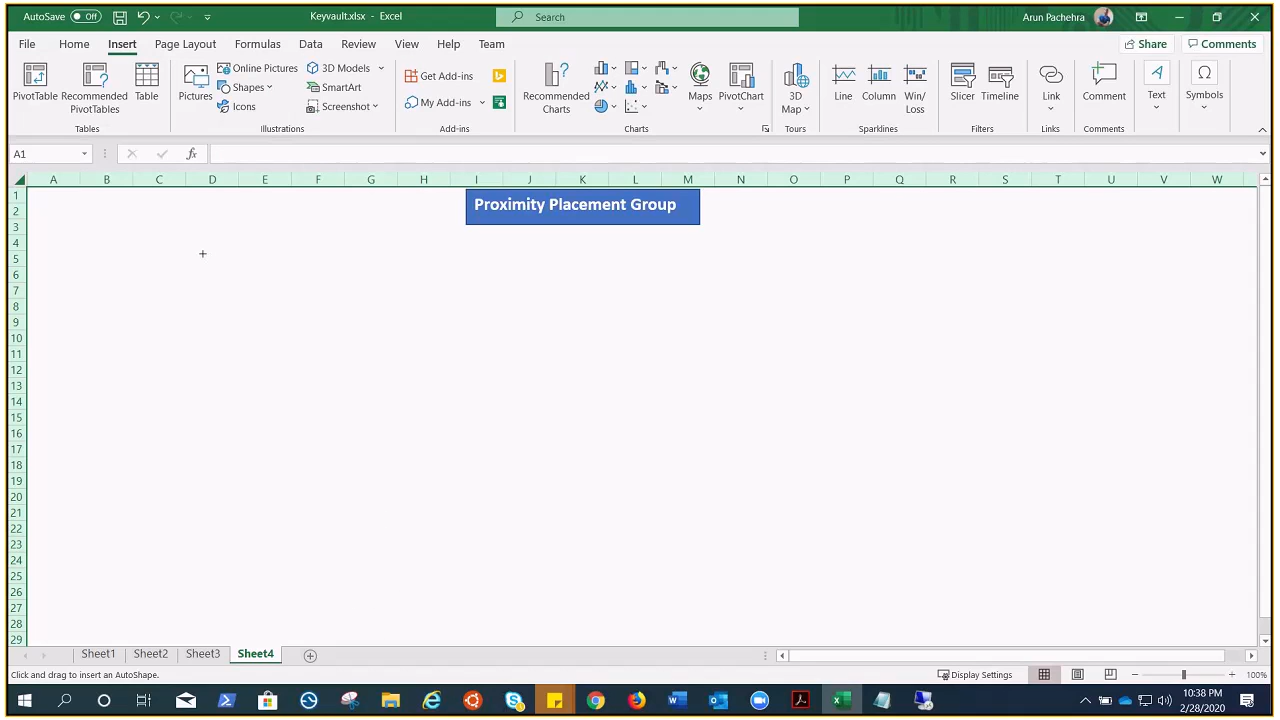 AutoSave Off Keyvault.xlsx - Excel Search Arun Pachehra
File Home Insert Page Layout Formulas Data Review View Help Team Share Comments
PivotTable
Recommended
PivotTables
Table
Tables
Pictures
Online Pictures
Shapes
Icons
3D Models
SmartArt
Screenshot
Illustrations
Get Add-ins
My Add-ins
Add-ins
Recommended
Charts
Maps
PivotChart
Charts
3D
Map
Tours
Line
Column
Win/
Loss
Sparklines
Slicer
Timeline
Filters
Link
Links
Comment
Comments
Text
Symbols
A1 fx
A B C D E F G H I J K L M N O P Q R S T U V W
1
2
3
4
5
6
7
8
9
10
11
12
13
14
15
16
17
18
19
20
21
22
23
24
25
26
27
28
29
Proximity Placement Group
Sheet1 Sheet2 Sheet3 Sheet4
Click and drag to insert an AutoShape. Display Settings 100%
10:38 PM
2/28/2020